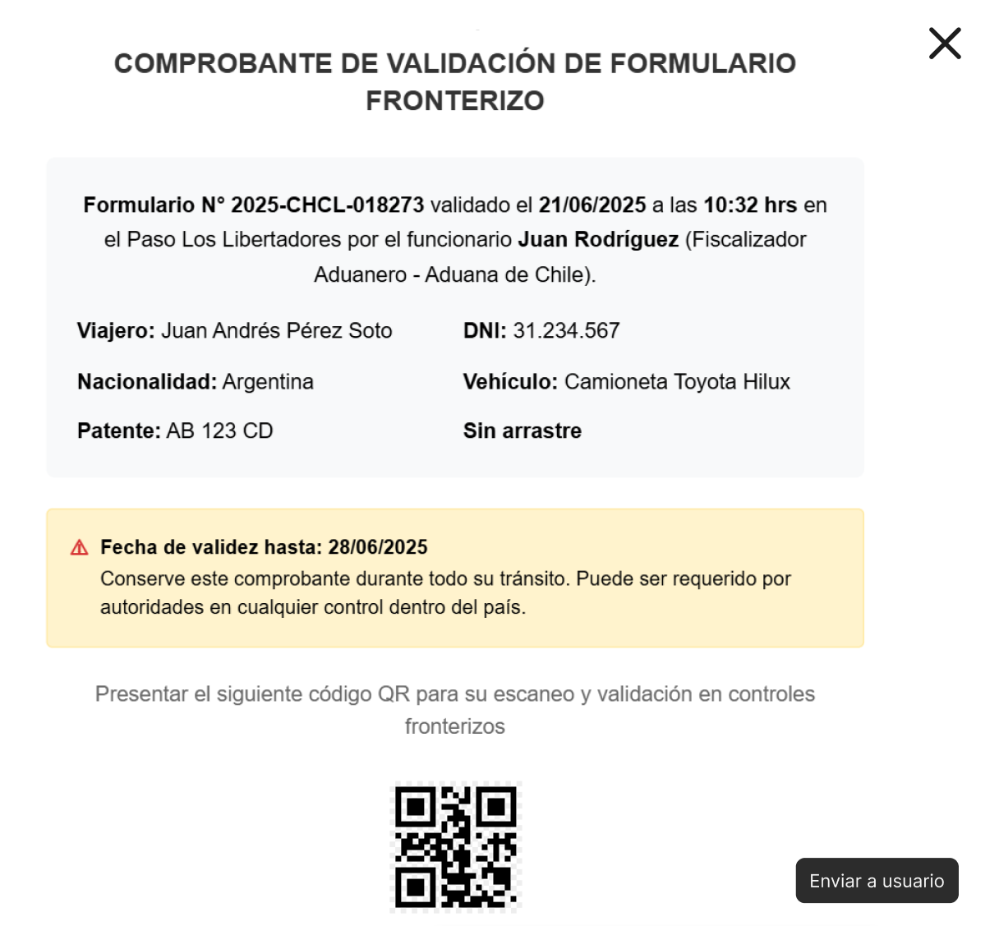 COMPROBANTE DE VALIDACIÓN DE FORMULARIO
FRONTERIZO
Formulario N° 2025-CHCL-018273 validado el 21/06/2025 a las 10:32 hrs en
el Paso Los Libertadores por el funcionario Juan Rodríguez (Fiscalizador
Aduanero - Aduana de Chile).
Viajero: Juan Andrés Pérez Soto
DNI: 31.234.567
Nacionalidad: Argentina
Vehículo: Camioneta Toyota Hilux
Patente: AB 123 CD
Sin arrastre
Fecha de validez hasta: 28/06/2025
Conserve este comprobante durante todo su tránsito. Puede ser requerido por
autoridades en cualquier control dentro del país.
Presentar el siguiente código QR para su escaneo y validación en controles
fronterizos
Enviar a usuario